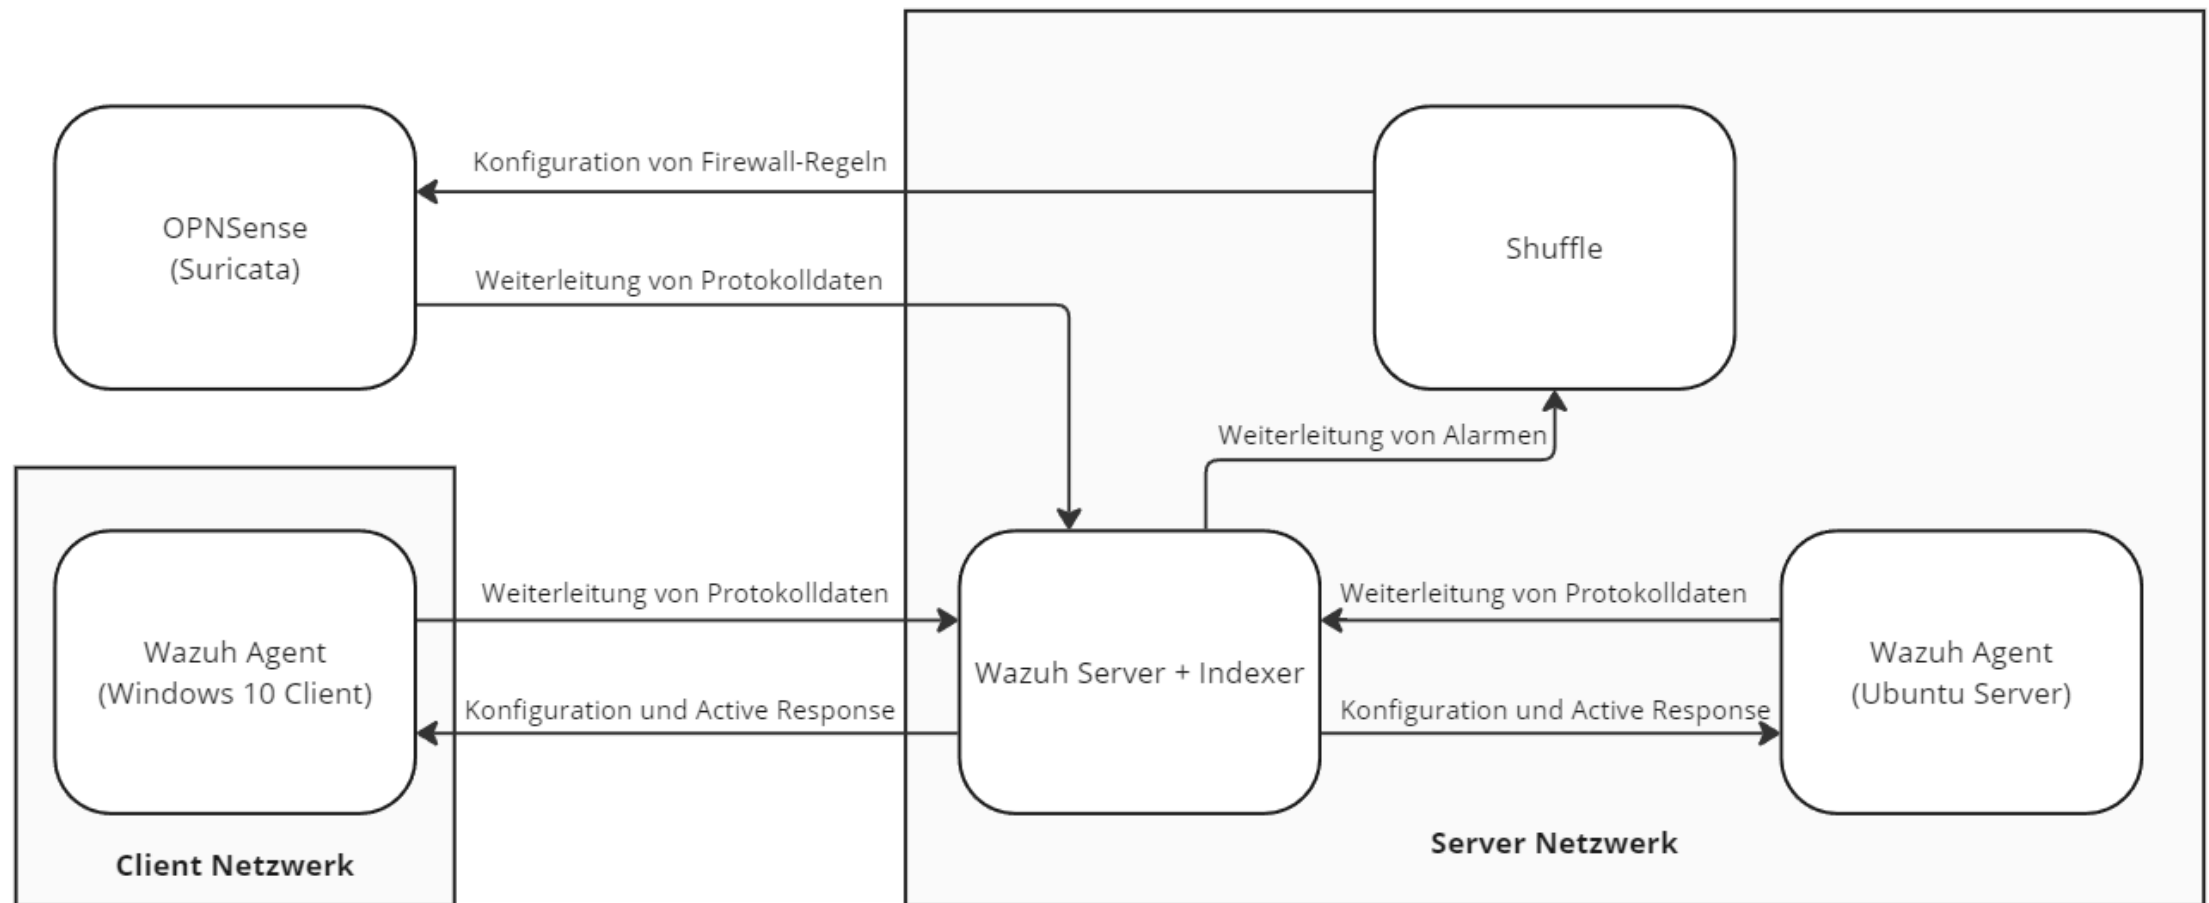 Konfiguration von Firewall-Regeln
OPNSense
(Suricata)
Shuffle
Weiterleitung von Protokolldaten
Weiterleitung von Alarmen
Weiterleitung von Protokolldaten
Weiterleitung von Protokolldaten
Wazuh Agent
(Windows 10 Client)
Wazuh Server + Indexer
Wazuh Agent
(Ubuntu Server)
Konfiguration und Active Response
Konfiguration und Active Response
Client Netzwerk
Server Netzwerk